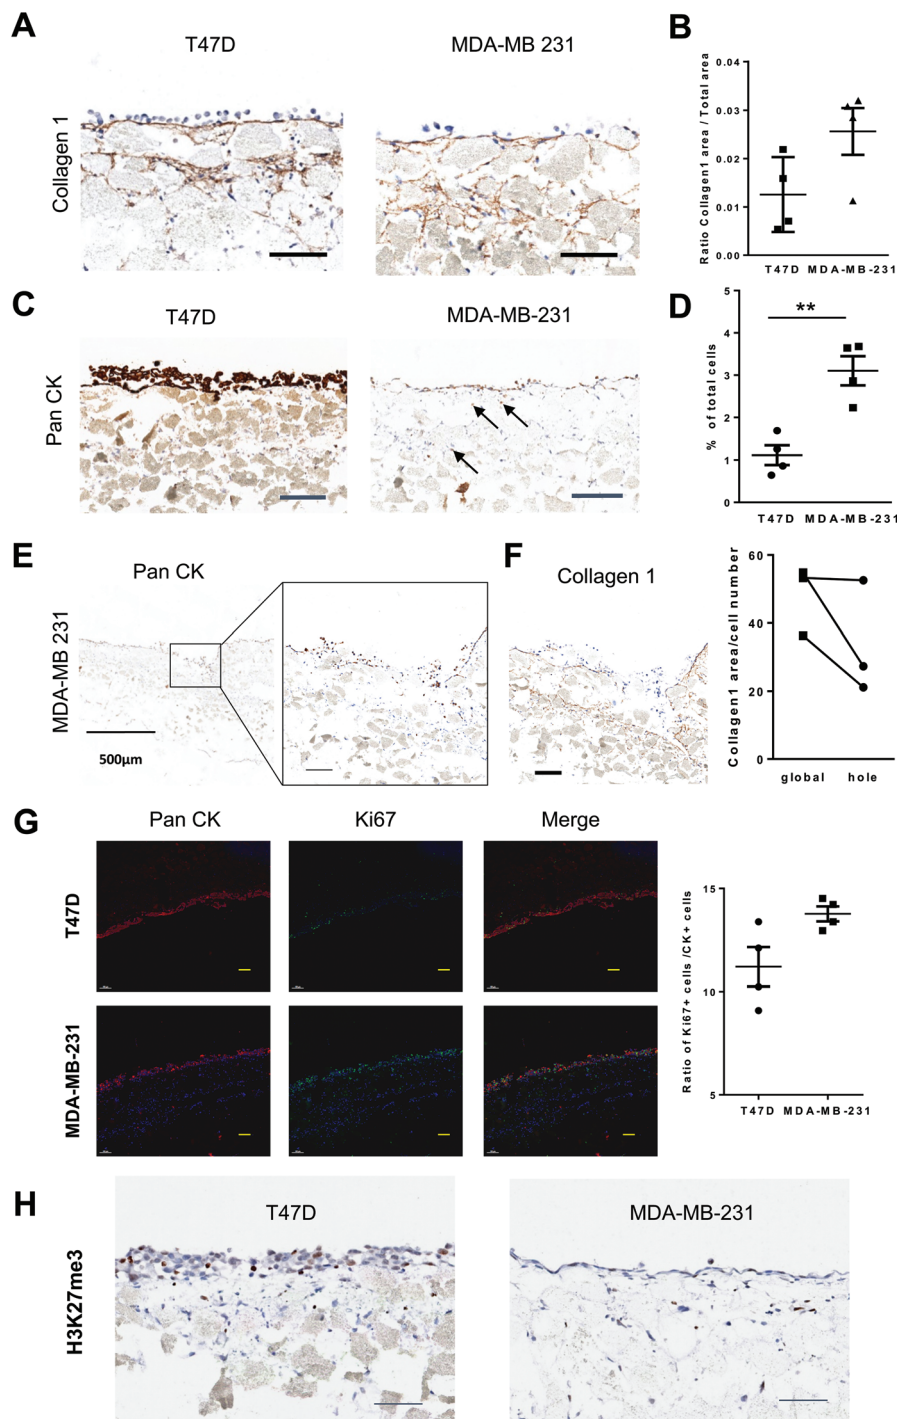 A
T47D
MDA-MB 231
Collagen 1
B
Ratio Collagen1 area / Total area
0.04
0.03
0.02
0.01
0.00
T47D MDA-MB-231
C
T47D
MDA-MB-231
Pan CK
D
% of total cells
**
5
4
3
2
1
0
T47D MDA-MB-231
E
Pan CK
MDA-MB 231
500µm
F
Collagen 1
Collagen1 area/cell number
60
40
20
0
global hole
G
Pan CK Ki67 Merge
T47D
MDA-MB-231
Ratio of Ki67+ cells /CK+ cells
15
10
5
T47D MDA-MB-231
H
T47D
MDA-MB-231
H3K27me3